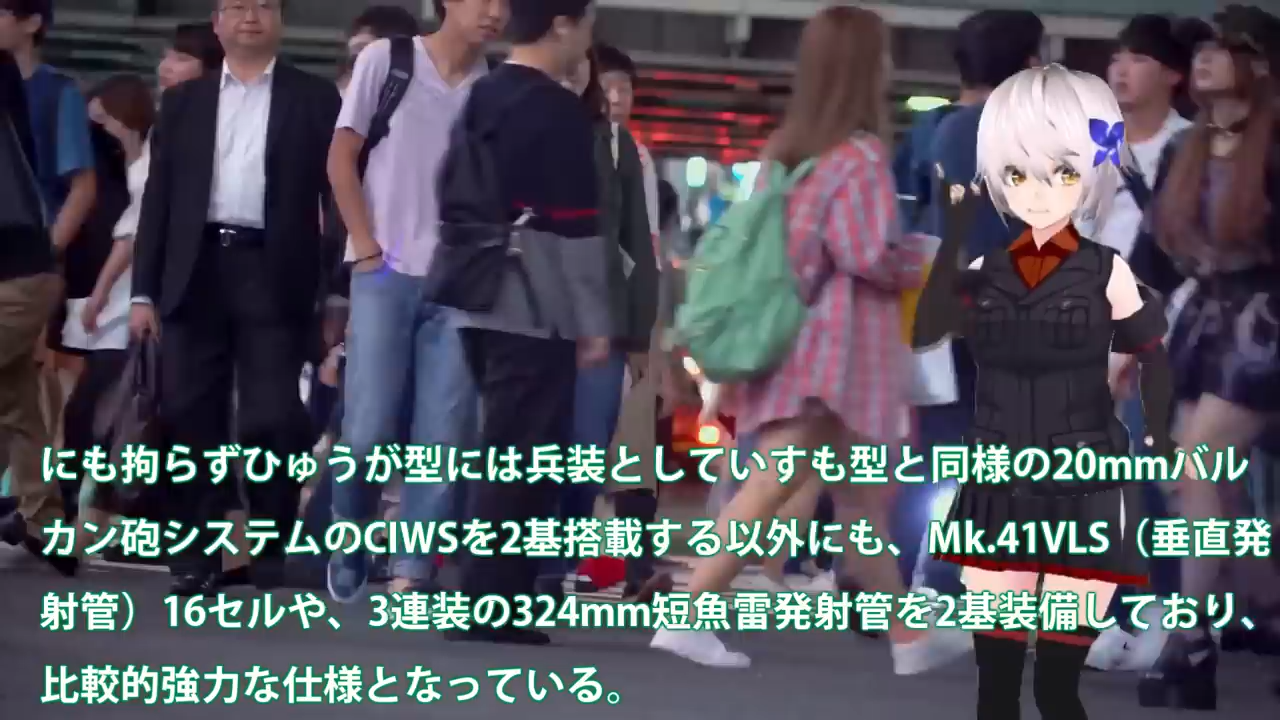 にも拘らずひゅうが型には兵装としていすも型と同様の20mmバル
カン砲システムのCIWSを2基搭載する以外にも、Mk.41VLS（垂直発
射管）16セルや、3連装の324mm短魚雷発射管を2基装備しており、
比較的強力な仕様となっている。